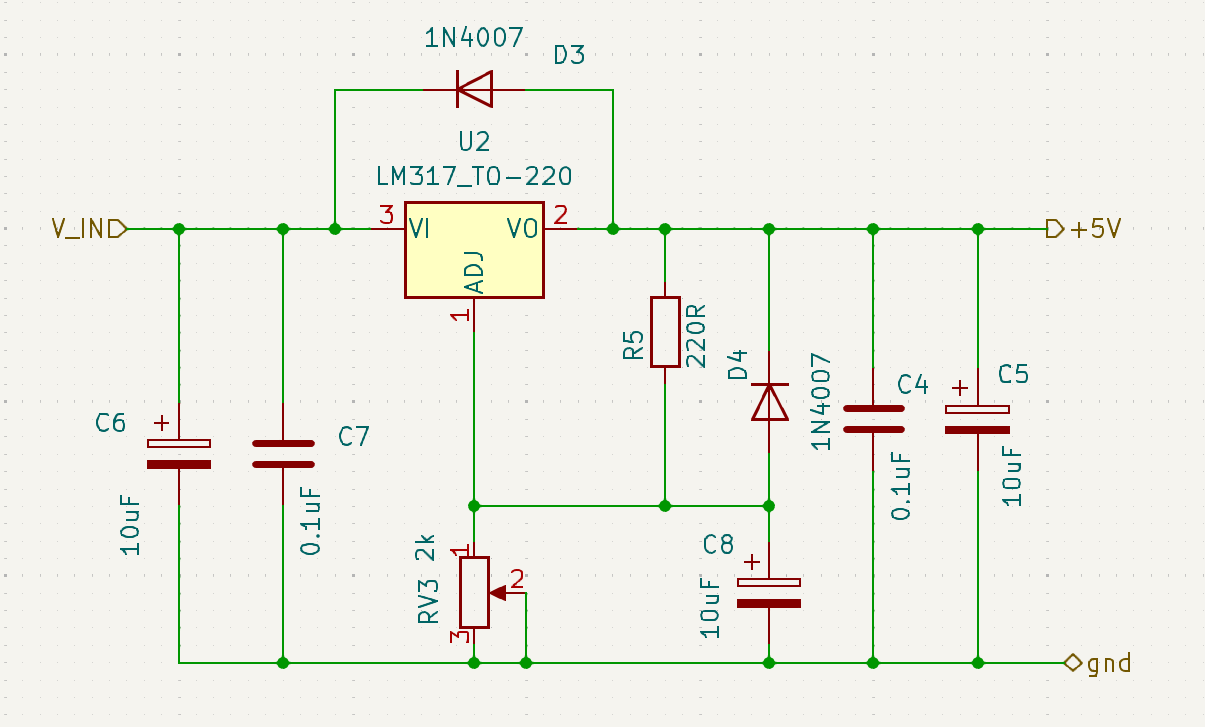 1N4007
D3
U2
LM317_TO-220
3
VI
VO
2
ADJ
1
V_IN
+5V
R5
220R
D4
1N4007
C4
0.1uF
C5
10uF
C6
+
10uF
C7
0.1uF
+
RV3 2k
1
2
3
C8
+
10uF
gnd